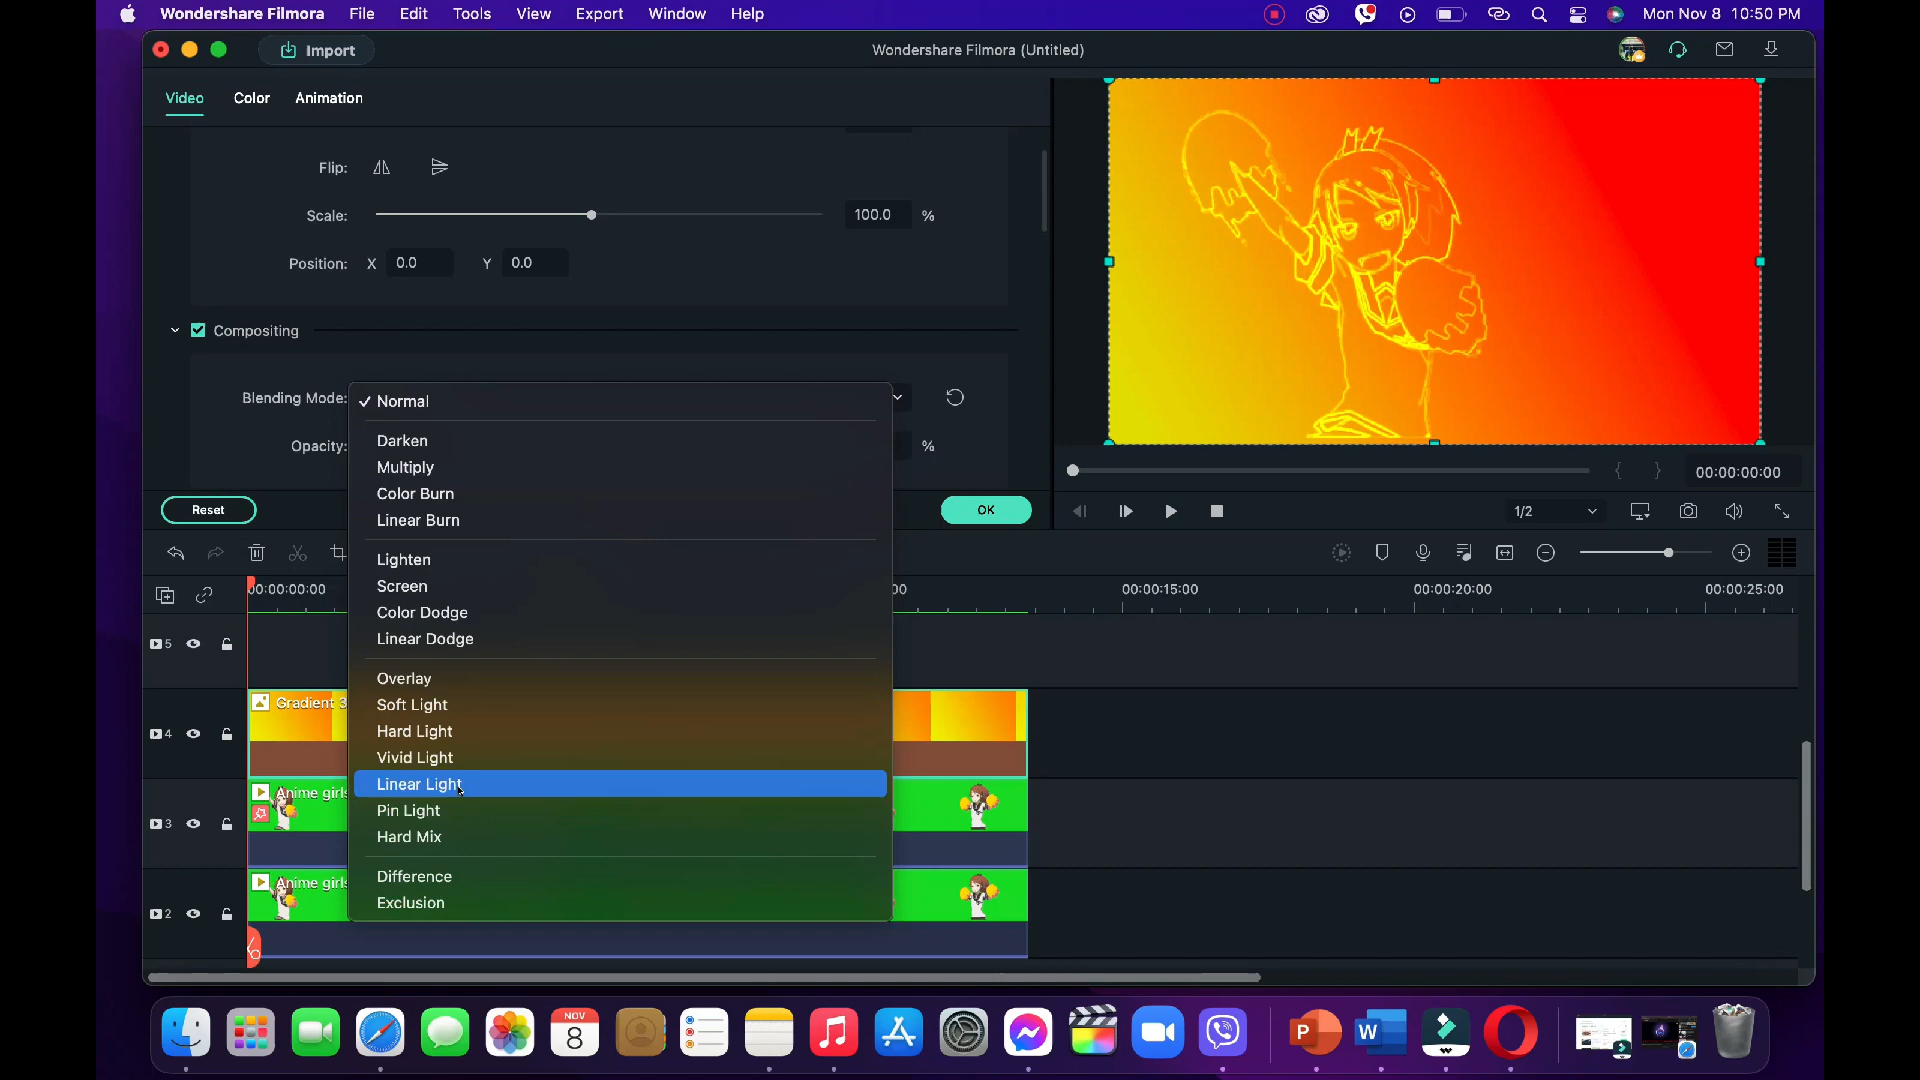 Wondershare Filmora File Edit Tools View Export Window Help Mon Nov 8 10:50 PM
Import Wondershare Filmora (Untitled)
Video Color Animation
Flip:
Scale: 100.0 %
Position: X 0.0 Y 0.0
Compositing
Blending Mode:
Normal
Opacity: %
Darken
Multiply
Color Burn
Linear Burn
Lighten
Screen
Color Dodge
Linear Dodge
Overlay
Soft Light
Hard Light
Vivid Light
Linear Light
Pin Light
Hard Mix
Difference
Exclusion
Reset OK
00:00:00:00
1/2
00:00:00:00 00 00:00:15:00 00:00:20:00 00:00:25:00
5
4 Gradient 3
3 Anime girls
2 Anime girls
NOV
8
P W